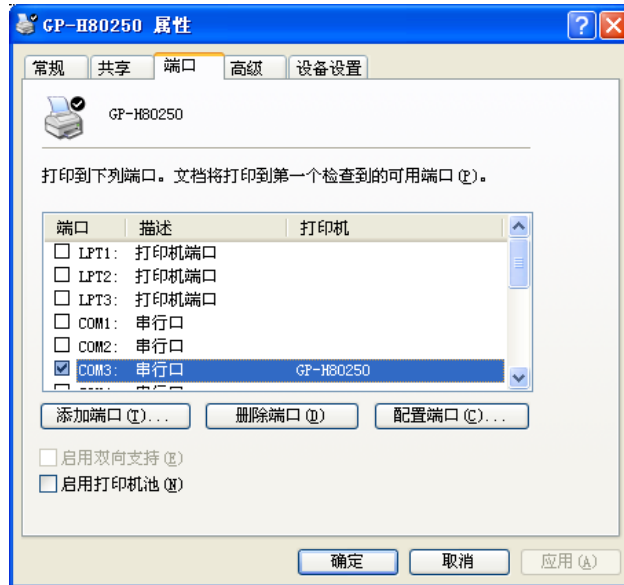 GP-H80250 属性
常规 共享 端口 高级 设备设置
GP-H80250
打印到下列端口。文档将打印到第一个检查到的可用端口(P)。
端口 描述 打印机
LPT1: 打印机端口
LPT2: 打印机端口
LPT3: 打印机端口
COM1: 串行口
COM2: 串行口
COM3: 串行口 GP-H80250
添加端口(T)... 删除端口(D) 配置端口(C)...
启用双向支持(E)
启用打印机池(N)
确定 取消 应用(A)